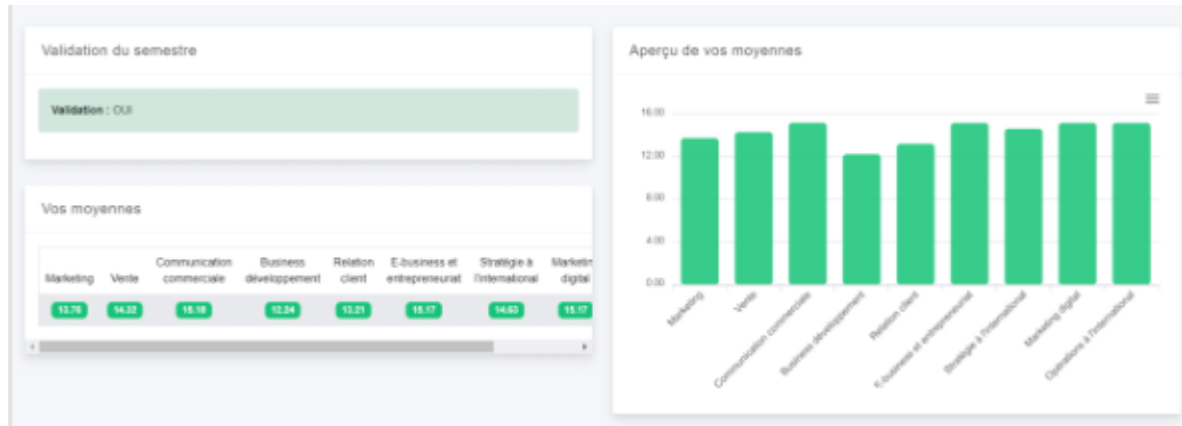 Validation du semestre
Validation : OUI
Vos moyennes
Marketing Vente Communication commerciale Business développement Relation client E-business et entrepreneuriat Stratégie à l'international Marketin digital
13.76 14.32 15.18 12.24 13.21 15.17 14.63 15.17
Aperçu de vos moyennes
16.00
12.00
8.00
4.00
0.00
Marketing
Vente
Communication commerciale
Business développement
Relation client
E-business et entrepreneuriat
Stratégie à l'international
Marketing digital
Opérations à l'international